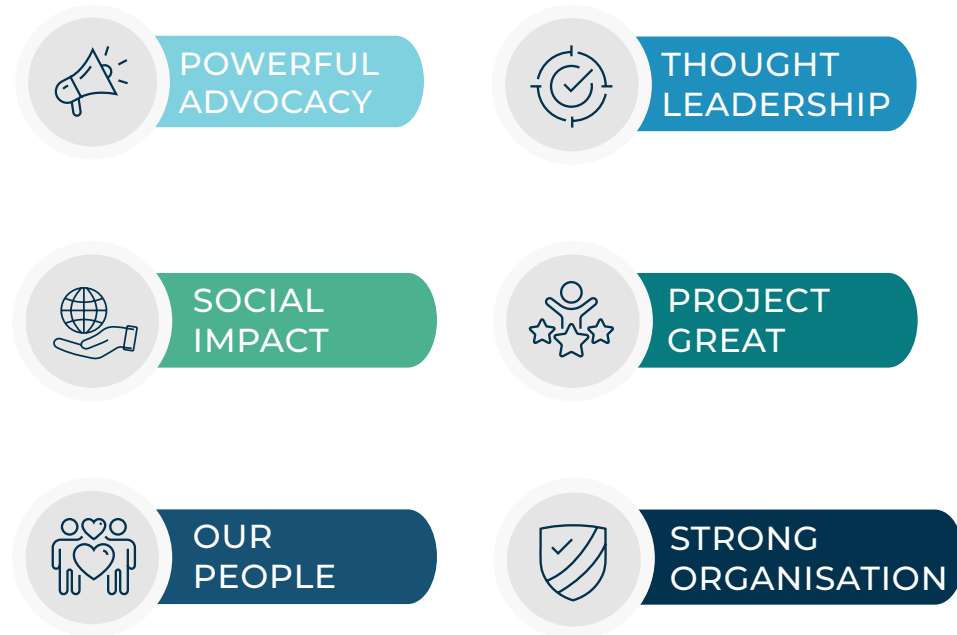 POWERFUL
ADVOCACY
THOUGHT
LEADERSHIP
SOCIAL
IMPACT
PROJECT
GREAT
OUR
PEOPLE
STRONG
ORGANISATION